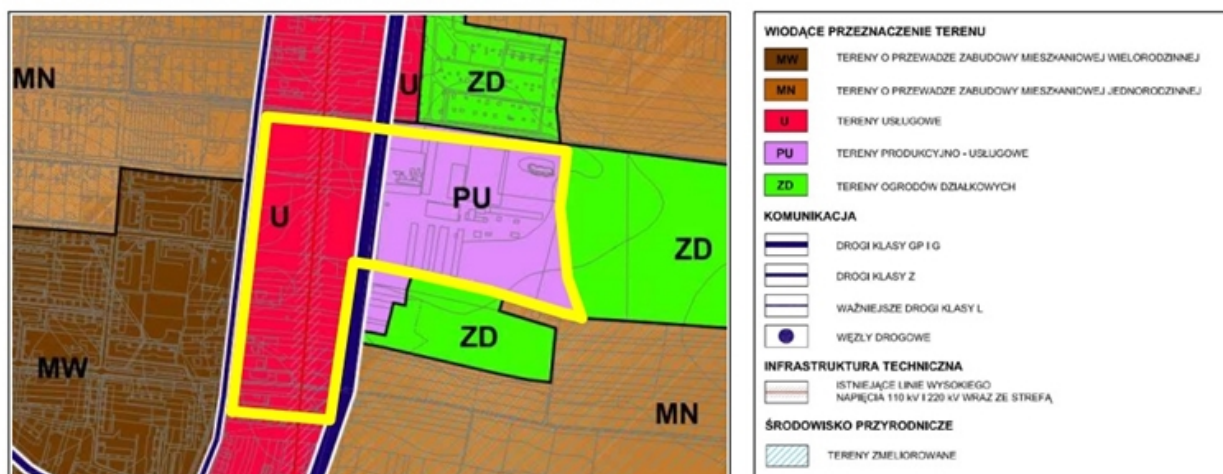 MN
U
ZD
U
PU
ZD
MW
ZD
MN
WIODĄCE PRZEZNACZENIE TERENU
MW TERENY O PRZEWADZE ZABUDOWY MIESZKANIOWEJ WIELORODZINNEJ
MN TERENY O PRZEWADZE ZABUDOWY MIESZKANIOWEJ JEDNORODZINNEJ
U TERENY USŁUGOWE
PU TERENY PRODUKCYJNO - USŁUGOWE
ZD TERENY OGRODÓW DZIAŁKOWYCH
KOMUNIKACJA
DROGI KLASY GP I G
DROGI KLASY Z
WAŻNIEJSZE DROGI KLASY L
WĘZŁY DROGOWE
INFRASTRUKTURA TECHNICZNA
ISTNIEJĄCE LINIE WYSOKIEGO
NAPIĘCIA 110 kV I 220 kV WRAZ ZE STREFĄ
ŚRODOWISKO PRZYRODNICZE
TERENY ZMELIOROWANE